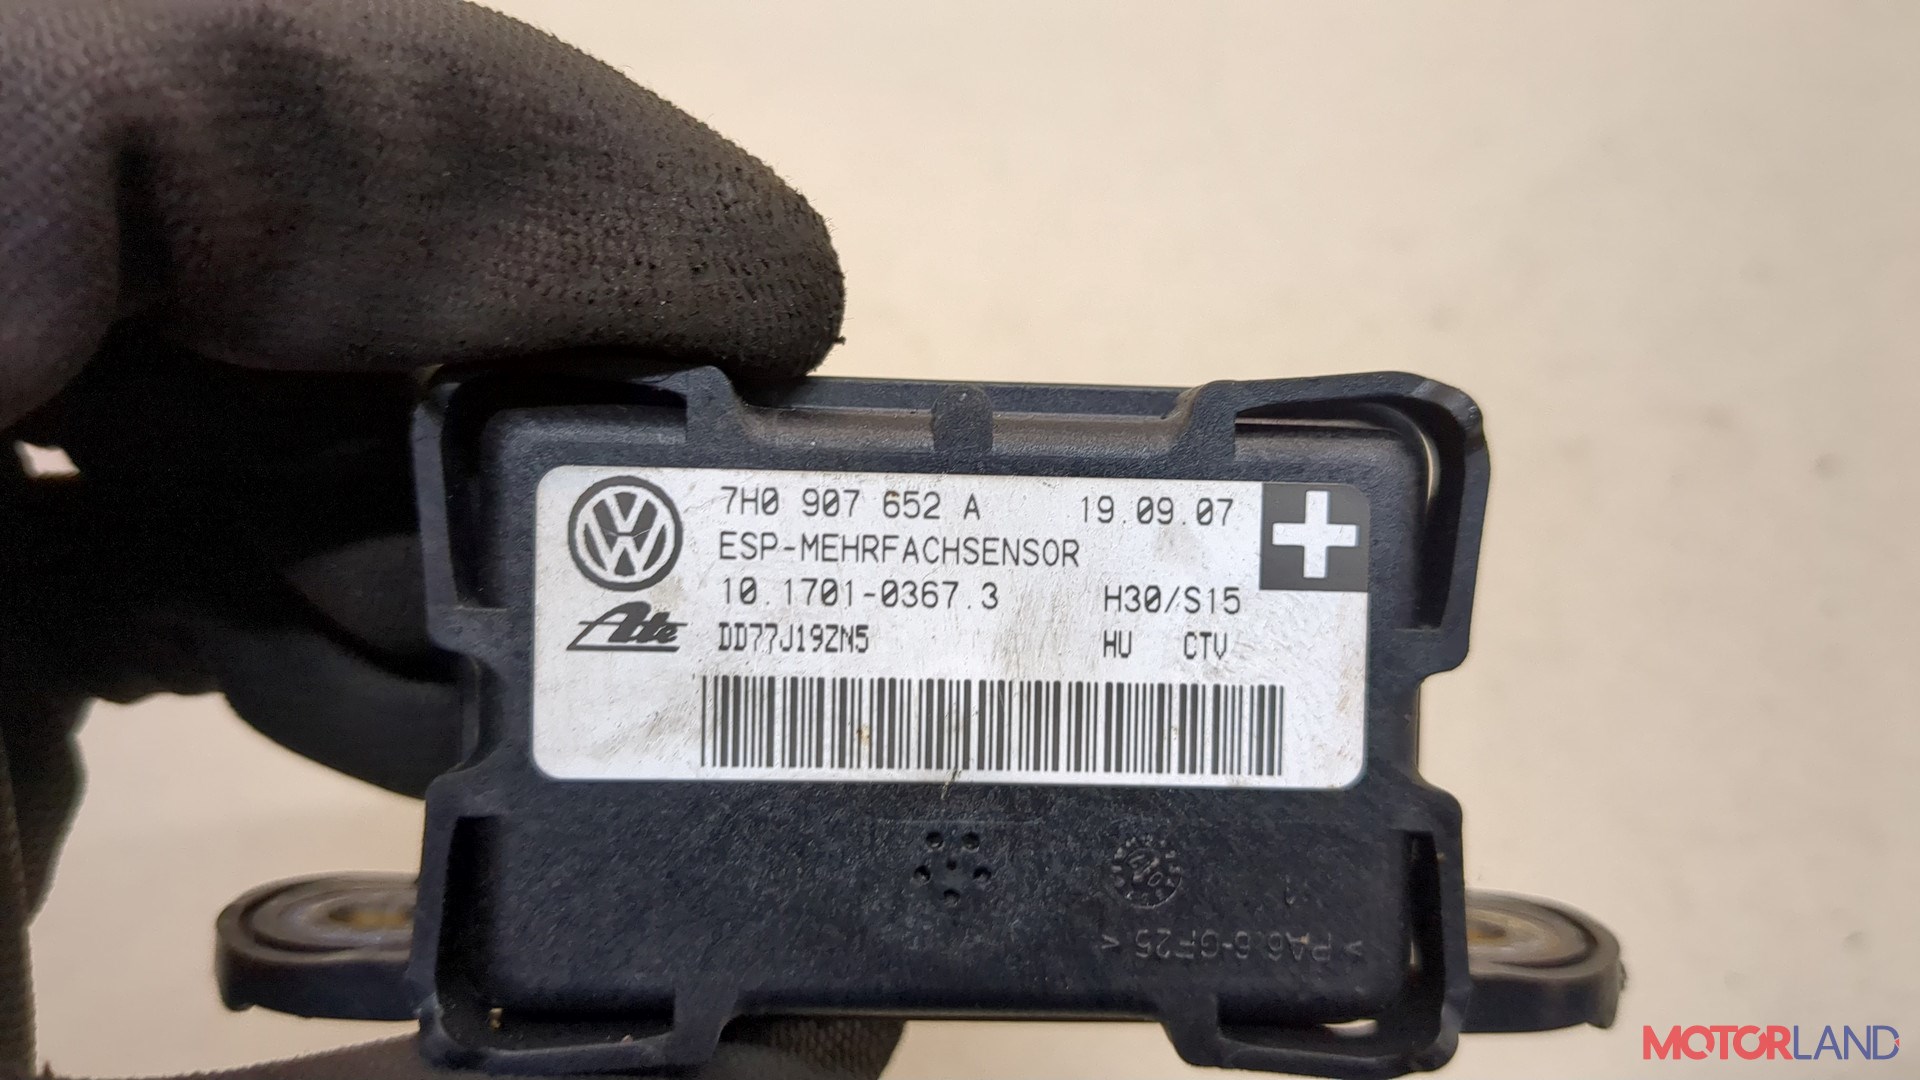 7H0 907 652 A 19.09.07
ESP-MEHRFACHSENSOR
10.1701-0367.3 H30/S15
Ate DD77J19ZN5 HU CTV
>PA6.6-GF25<
MOTORLAND